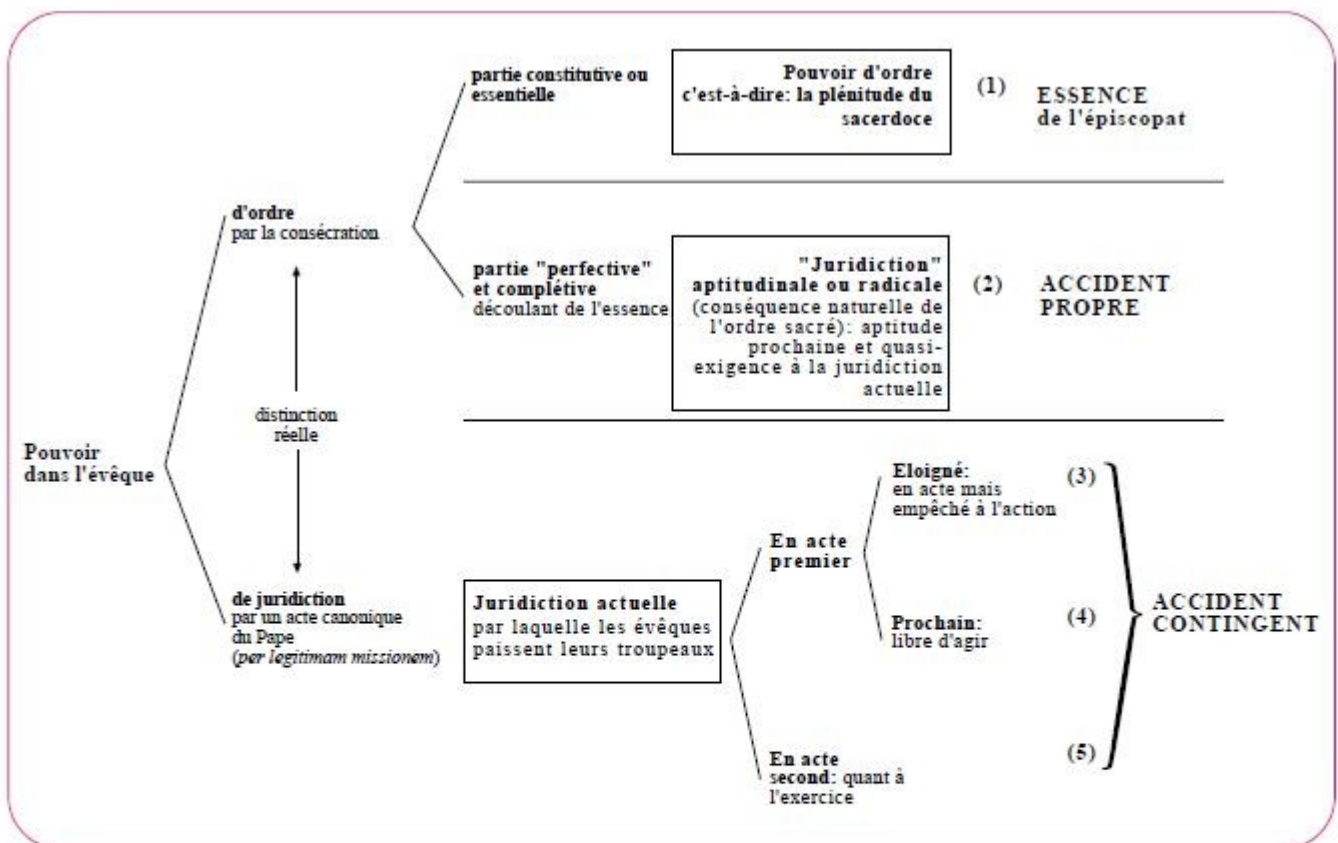 partie constitutive ou
essentielle
Pouvoir d'ordre
c'est-à-dire: la plénitude du
sacerdoce
(1)
ESSENCE
de l'épiscopat
d'ordre
par la consécration
partie "perfective"
et complétive
découlant de l'essence
"Juridiction"
aptitudinale ou radicale
(conséquence naturelle de
l'ordre sacré): aptitude
prochaine et quasi-
exigence à la juridiction
actuelle
(2)
ACCIDENT
PROPRE
distinction
réelle
Pouvoir
dans l'évêque
de juridiction
par un acte canonique
du Pape
(per legitimam missionem)
Juridiction actuelle
par laquelle les évêques
paissent leurs troupeaux
En acte
premier
Eloigné:
en acte mais
empêché à l'action
(3)
Prochain:
libre d'agir
(4)
En acte
second: quant à
l'exercice
(5)
ACCIDENT
CONTINGENT